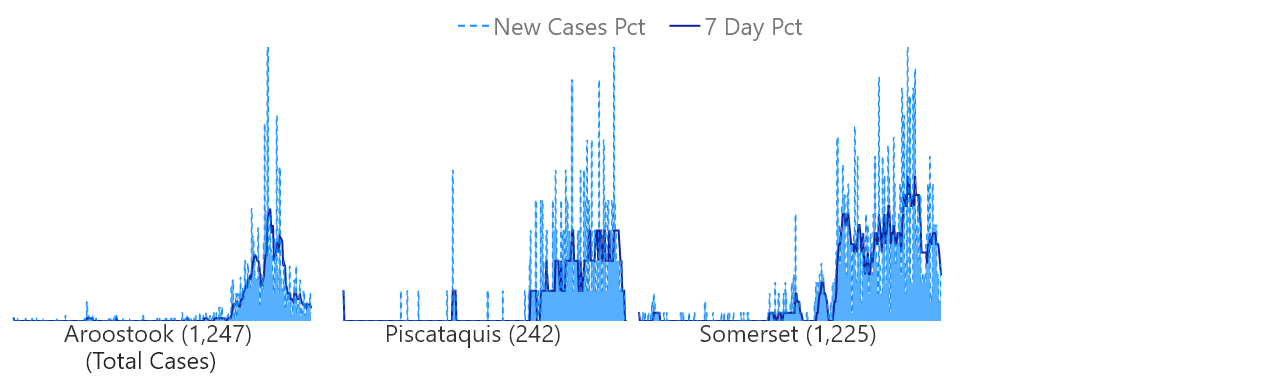 New Cases Pct 7 Day Pct
Aroostook (1,247) Piscataquis (242) Somerset (1,225)
(Total Cases)